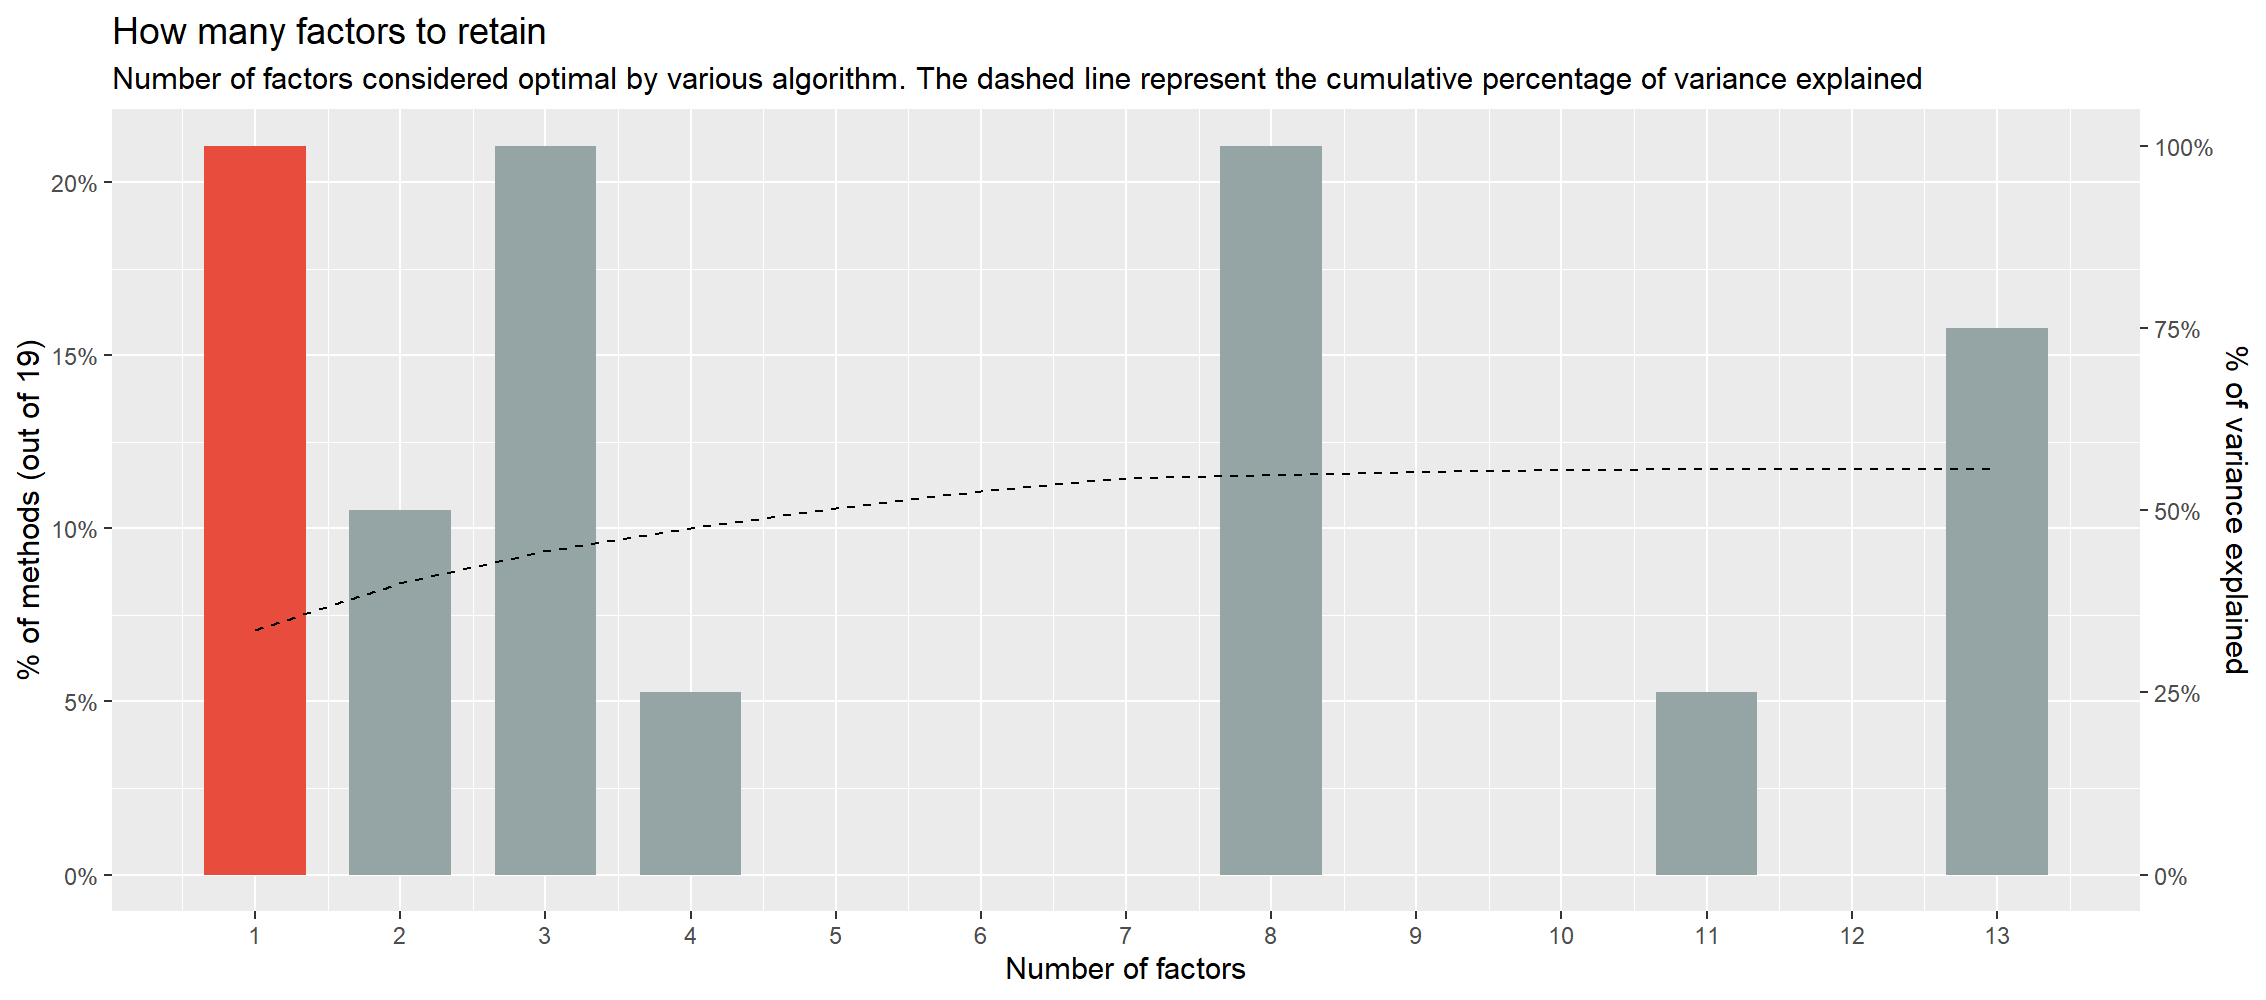 How many factors to retain
Number of factors considered optimal by various algorithm. The dashed line represent the cumulative percentage of variance explained
% of methods (out of 19)
20%
15%
10%
5%
0%
100%
75%
50%
25%
0%
% of variance explained
1 2 3 4 5 6 7 8 9 10 11 12 13
Number of factors